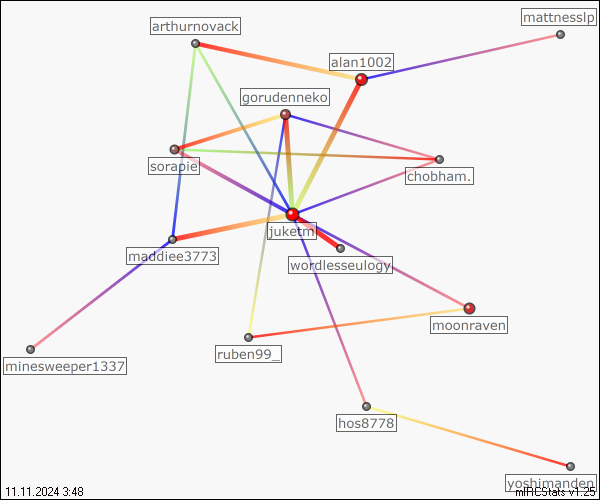 mattnesslp
arthurnovack
alan1002
gorudenneko
sorapie
chobham.
juketm
maddiee3773
wordlesseulogy
moonraven
ruben99_
minesweeper1337
hos8778
yoshimanden
11.11.2024 3:48
mIRCStats v1.25